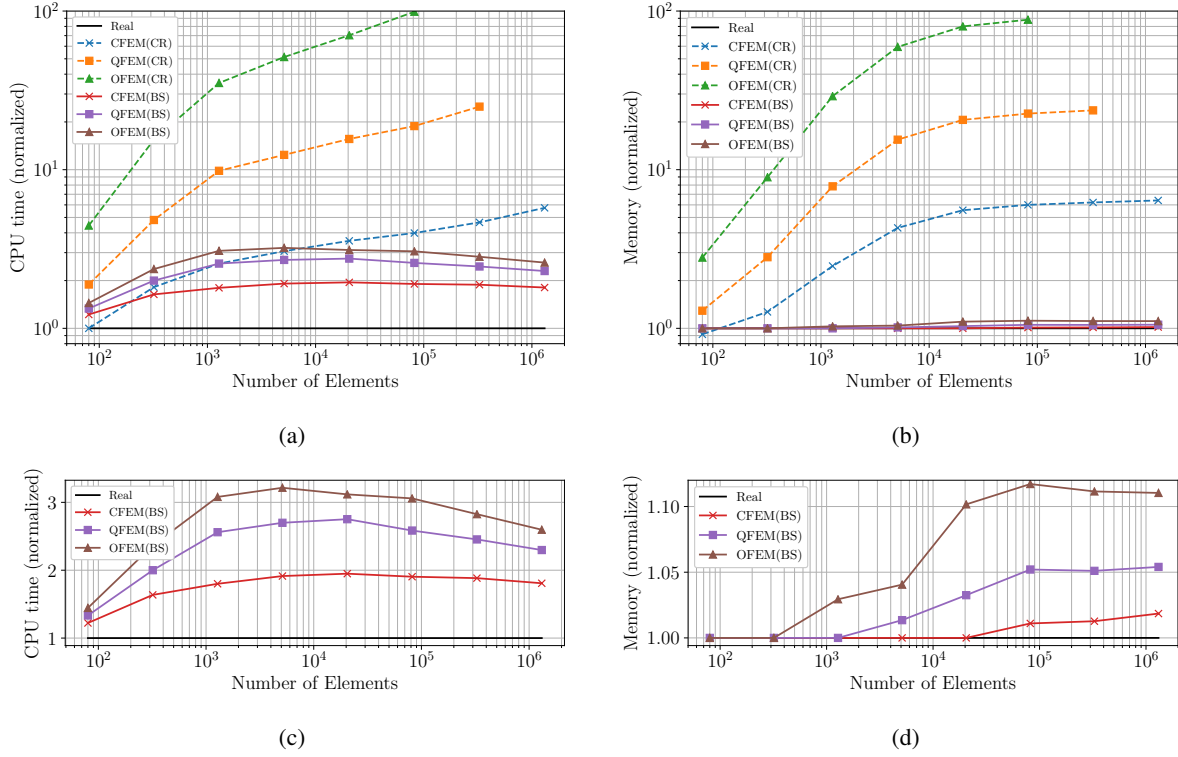 10^2
10^1
10^0
CPU time (normalized)
Real
CFEM(CR)
QFEM(CR)
OFEM(CR)
CFEM(BS)
QFEM(BS)
OFEM(BS)
10^2 10^3 10^4 10^5 10^6
Number of Elements
(a)
10^2
10^1
10^0
Memory (normalized)
Real
CFEM(CR)
QFEM(CR)
OFEM(CR)
CFEM(BS)
QFEM(BS)
OFEM(BS)
10^2 10^3 10^4 10^5 10^6
Number of Elements
(b)
3
2
1
CPU time (normalized)
Real
CFEM(BS)
QFEM(BS)
OFEM(BS)
10^2 10^3 10^4 10^5 10^6
Number of Elements
(c)
1.10
1.05
1.00
Memory (normalized)
Real
CFEM(BS)
QFEM(BS)
OFEM(BS)
10^2 10^3 10^4 10^5 10^6
Number of Elements
(d)